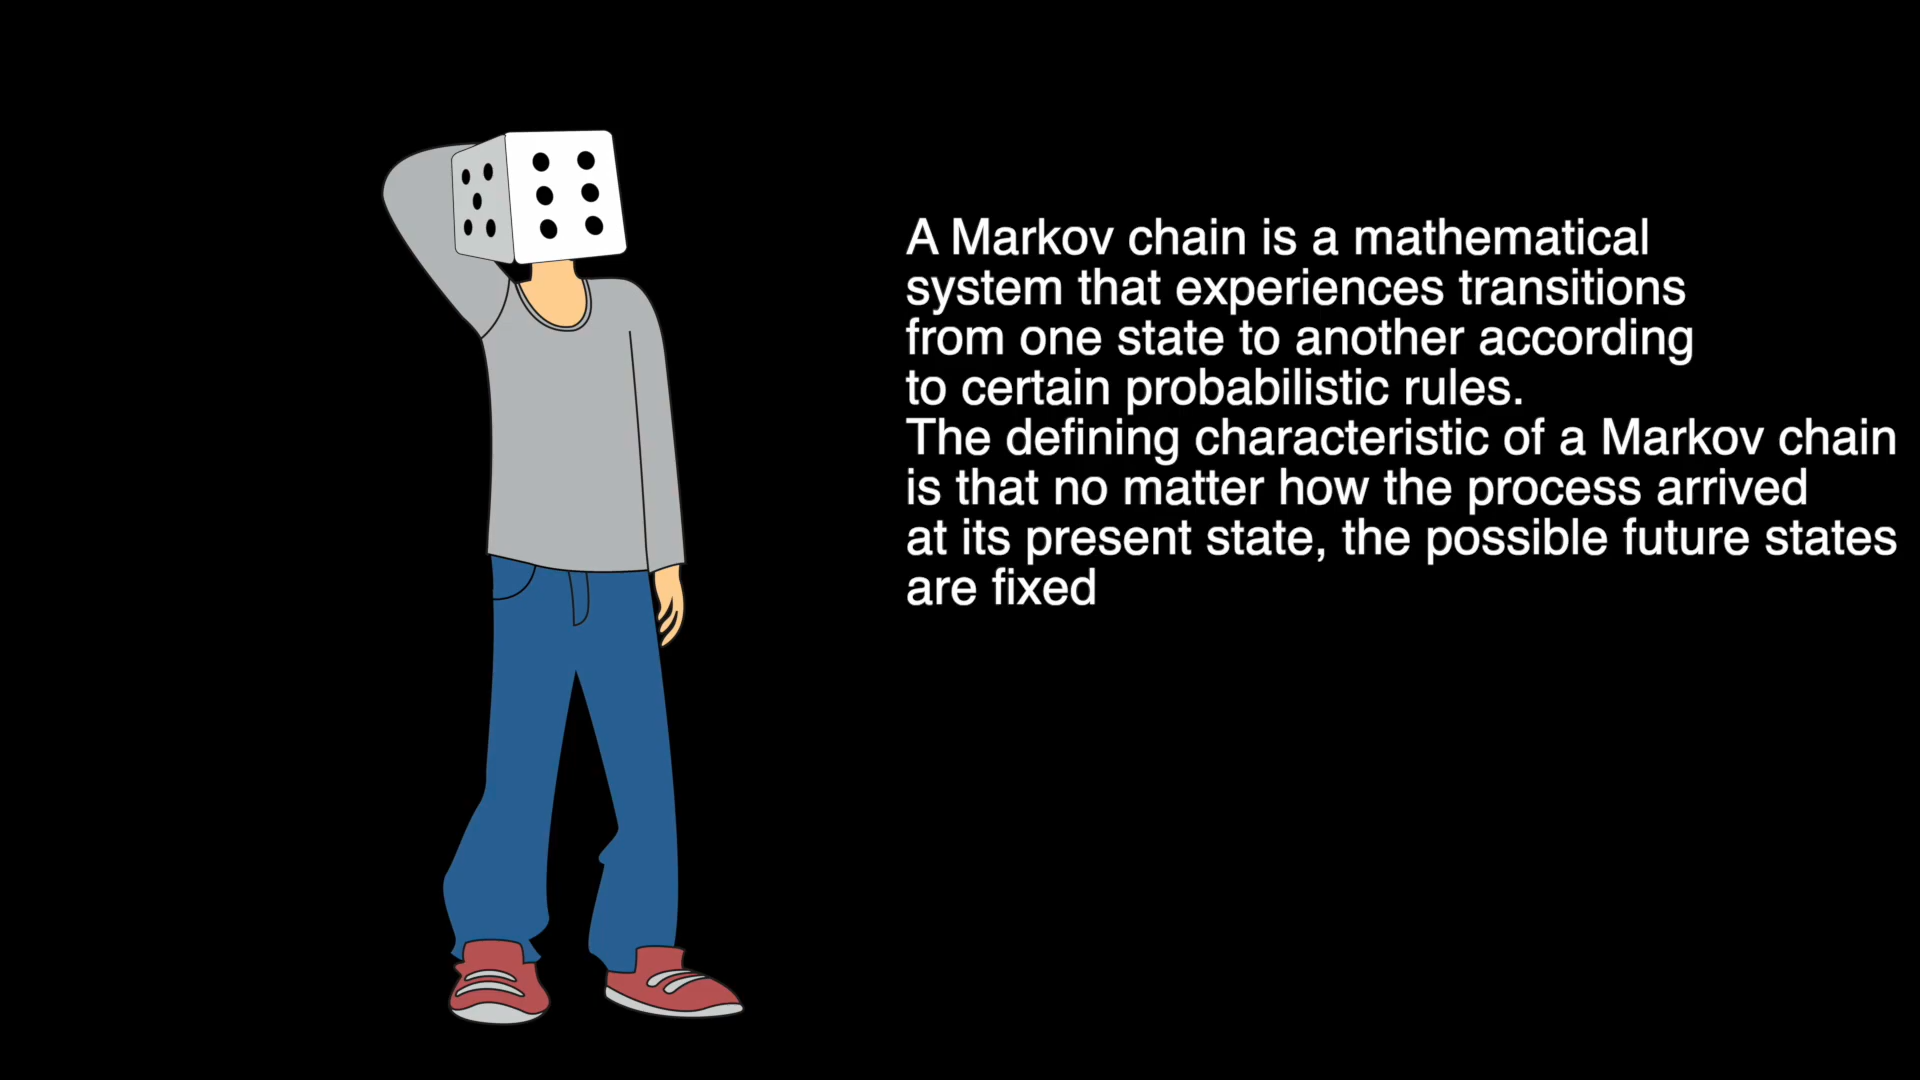 A Markov chain is a mathematical
system that experiences transitions
from one state to another according
to certain probabilistic rules.
The defining characteristic of a Markov chain
is that no matter how the process arrived
at its present state, the possible future states
are fixed